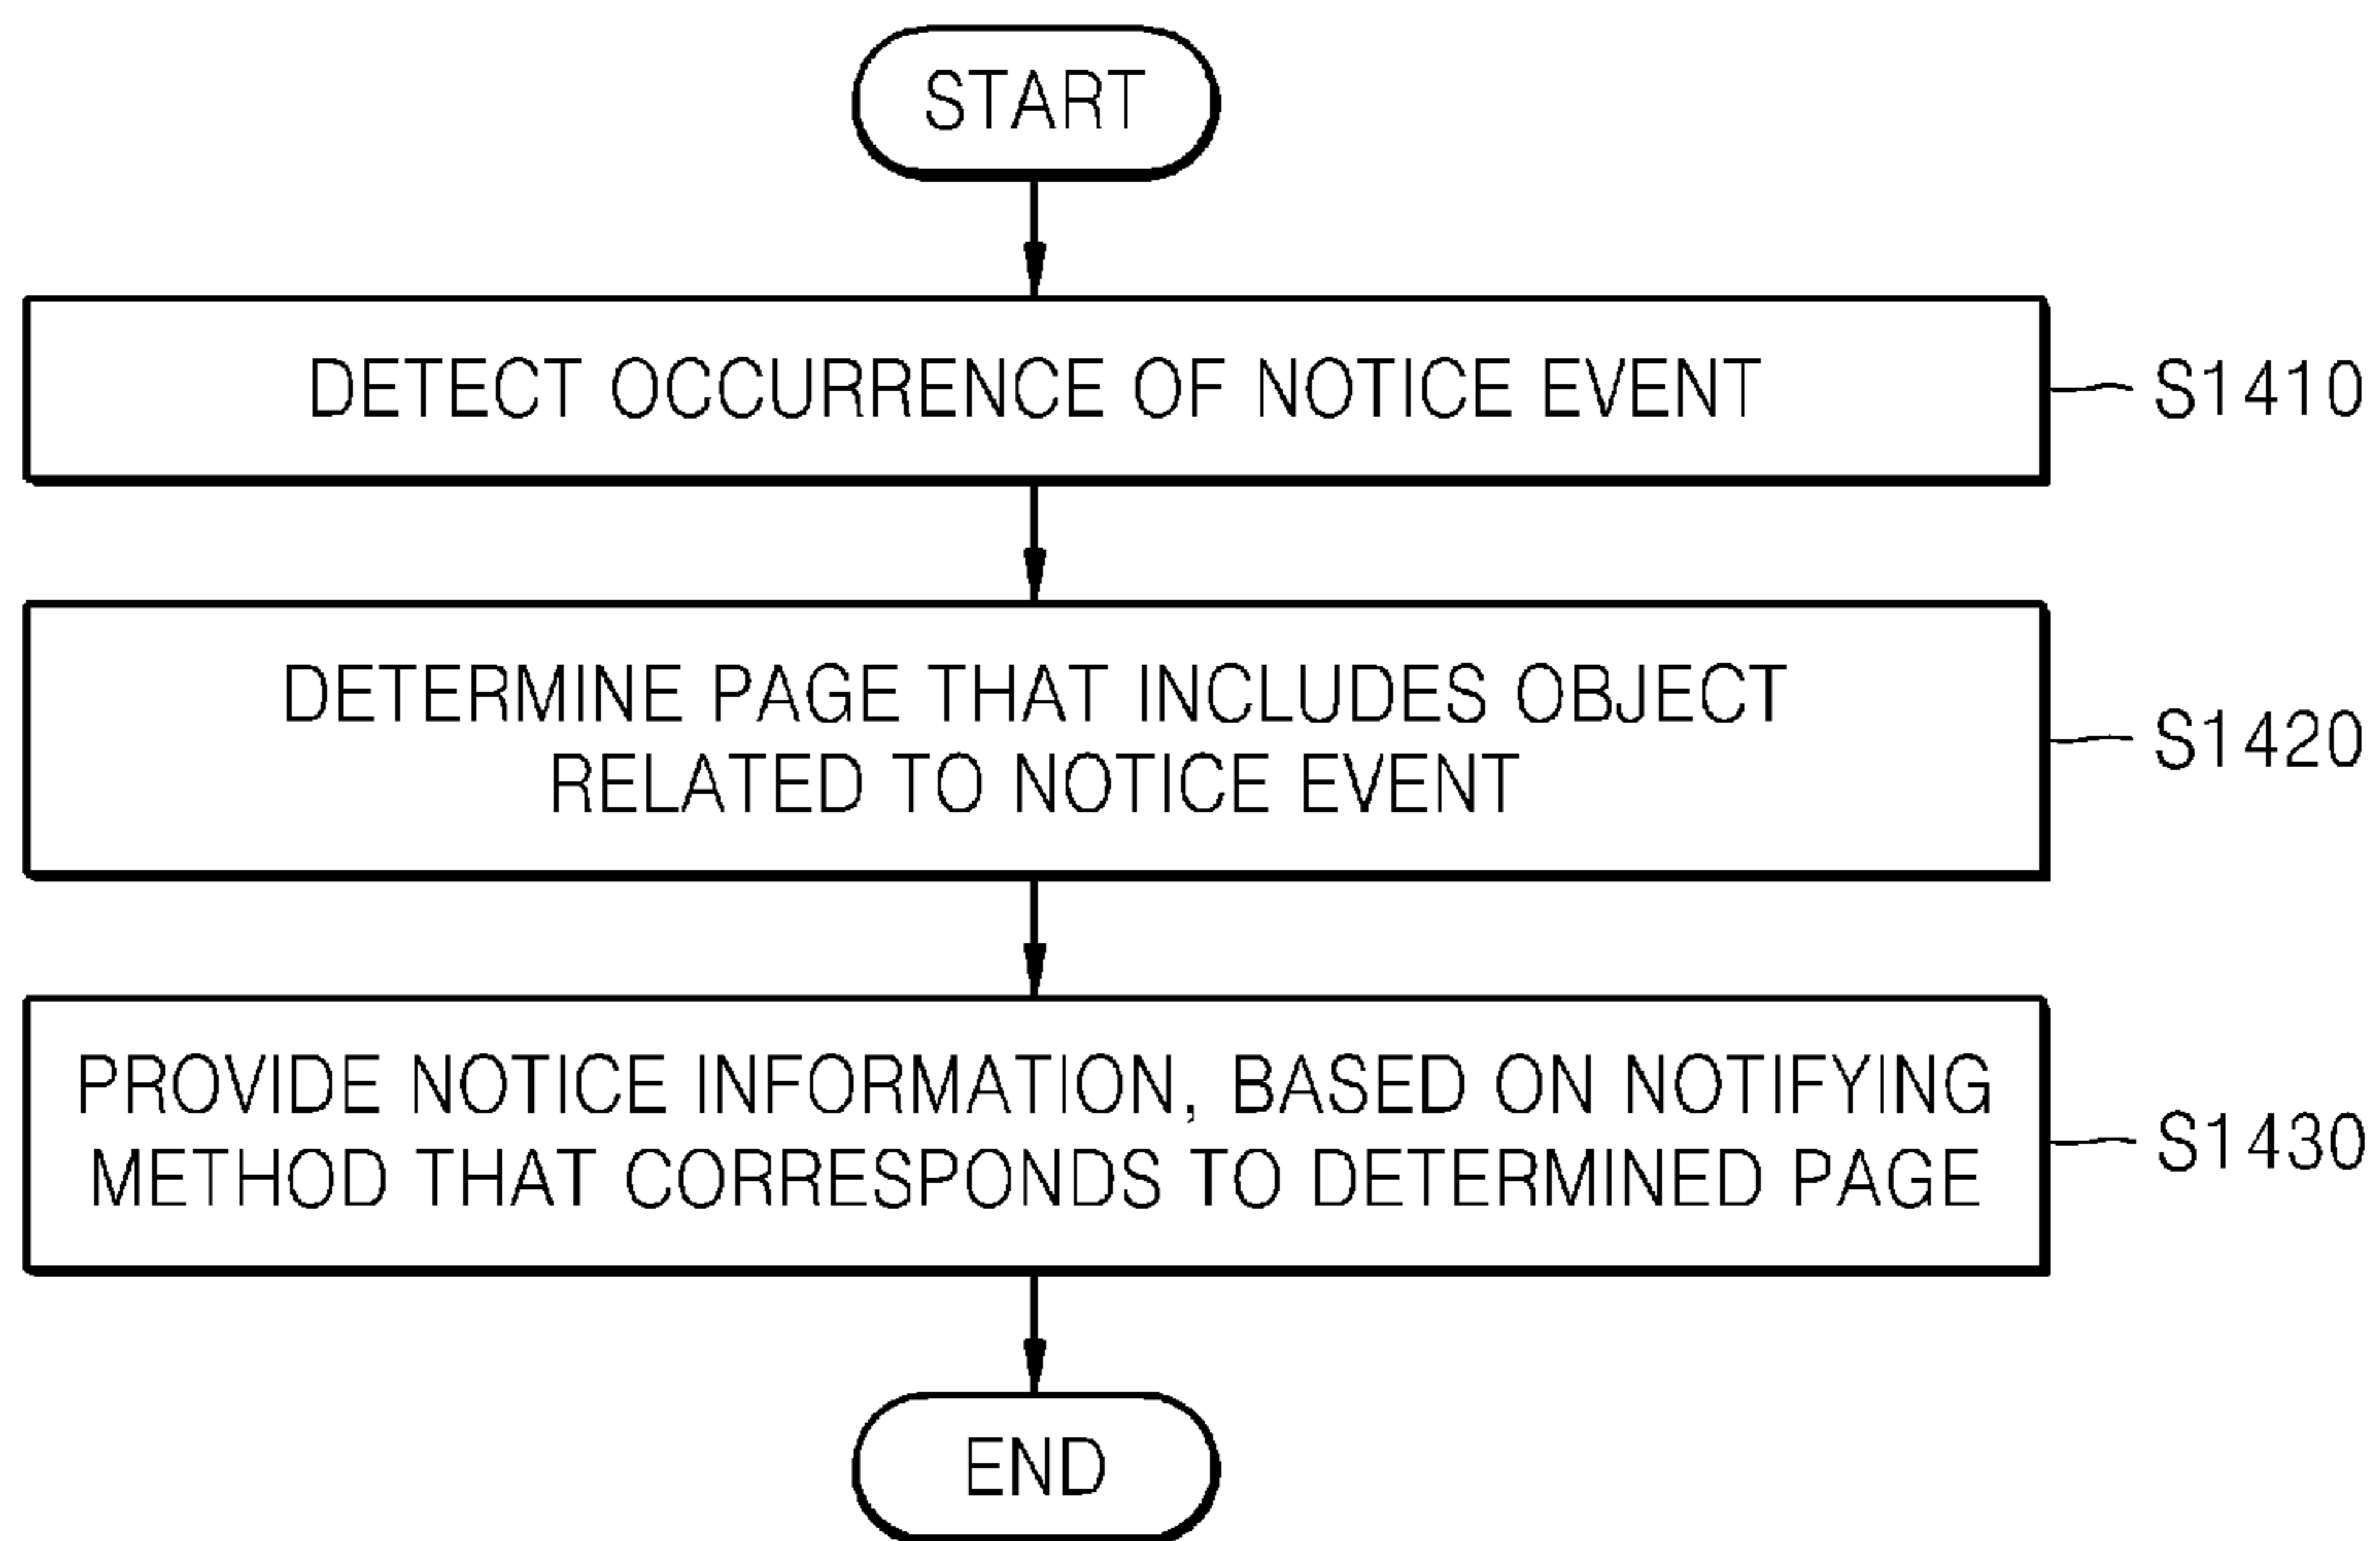 START
DETECT OCCURRENCE OF NOTICE EVENT
S1410
DETERMINE PAGE THAT INCLUDES OBJECT
RELATED TO NOTICE EVENT
S1420
PROVIDE NOTICE INFORMATION, BASED ON NOTIFYING
METHOD THAT CORRESPONDS TO DETERMINED PAGE
S1430
END